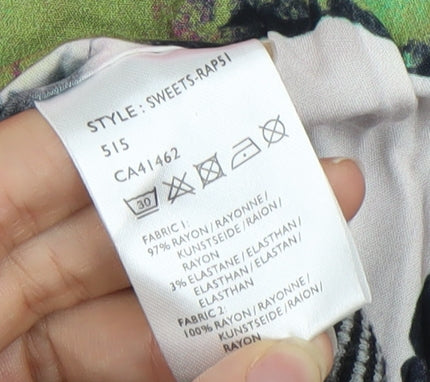 STYLE: SWEETS-RAP51
515
CA41462
30
FABRIC 1:
97% RAYON/RAYONNE/
KUNSTSEIDE/RAION/
RAYON
3% ELASTANE/ELASTHAN/
ELASTHAN/ELASTAN/
ELASTHAN
FABRIC 2:
100% RAYON/RAYONNE/
KUNSTSEIDE/RAION/
RAYON